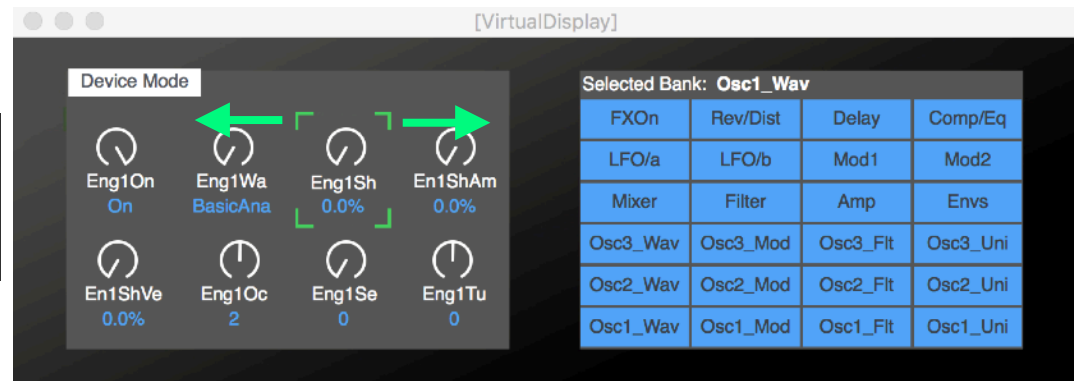 [VirtualDisplay]
Device Mode
Eng1On Eng1Wa Eng1Sh En1ShAm
On BasicAna 0.0% 0.0%
En1ShVe Eng1Oc Eng1Se Eng1Tu
0.0% 2 0 0
Selected Bank: Osc1_Wav
FXOn Rev/Dist Delay Comp/Eq
LFO/a LFO/b Mod1 Mod2
Mixer Filter Amp Envs
Osc3_Wav Osc3_Mod Osc3_Flt Osc3_Uni
Osc2_Wav Osc2_Mod Osc2_Flt Osc2_Uni
Osc1_Wav Osc1_Mod Osc1_Flt Osc1_Uni